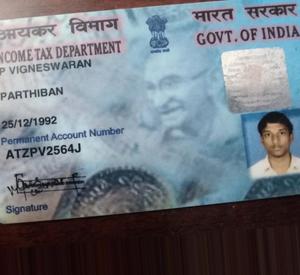 आयकर विभाग
भारत सरकार
INCOME TAX DEPARTMENT
GOVT. OF INDIA
P VIGNESWARAN
PARTHIBAN
25/12/1992
Permanent Account Number
ATZPV2564J
Signature